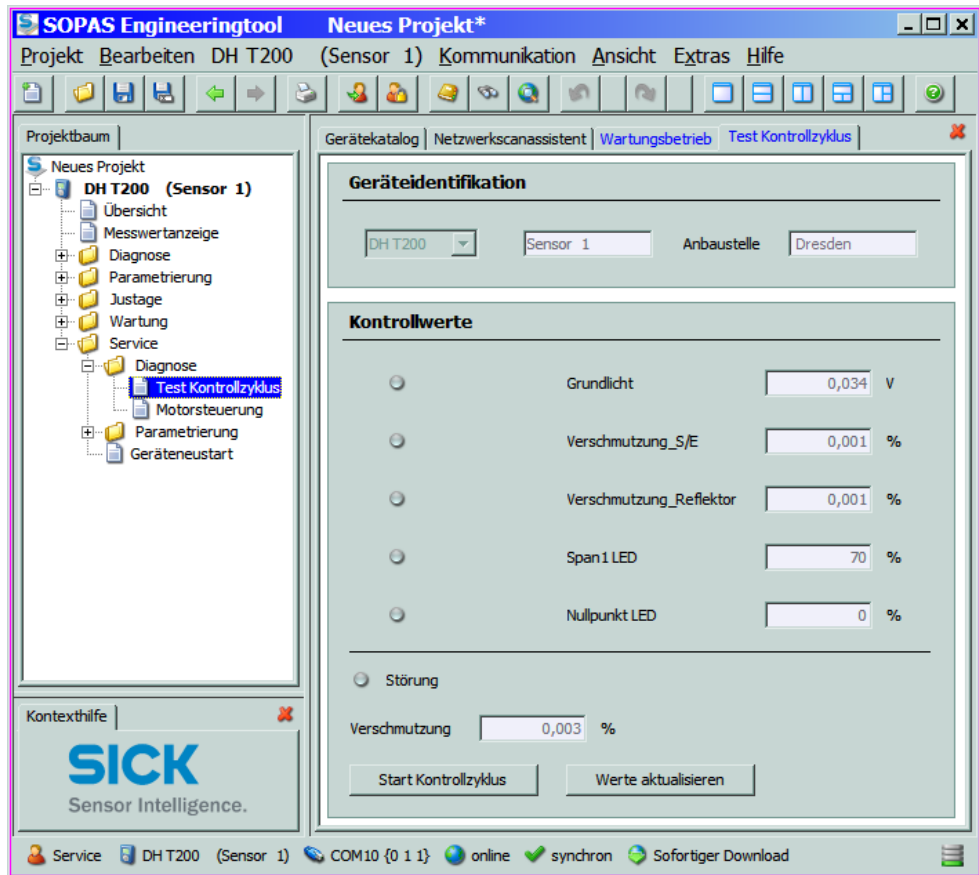 SOPAS Engineeringtool Neues Projekt*
Projekt Bearbeiten DH T200 (Sensor 1) Kommunikation Ansicht Extras Hilfe
Projektbaum
Neues Projekt
DH T200 (Sensor 1)
Übersicht
Messwertanzeige
Diagnose
Parametrierung
Justage
Wartung
Service
Diagnose
Test Kontrollzyklus
Motorsteuerung
Parametrierung
Geräteneustart
Kontexthilfe
SICK
Sensor Intelligence.
Gerätekatalog Netzwerkscanassistent Wartungsbetrieb Test Kontrollzyklus
Geräteidentifikation
DH T200 Sensor 1 Anbaustelle Dresden
Kontrollwerte
Grundlicht 0,034 V
Verschmutzung_S/E 0,001 %
Verschmutzung_Reflektor 0,001 %
Span1 LED 70 %
Nullpunkt LED 0 %
Störung
Verschmutzung 0,003 %
Start Kontrollzyklus Werte aktualisieren
Service DH T200 (Sensor 1) COM10 {0 1 1} online synchron Sofortiger Download